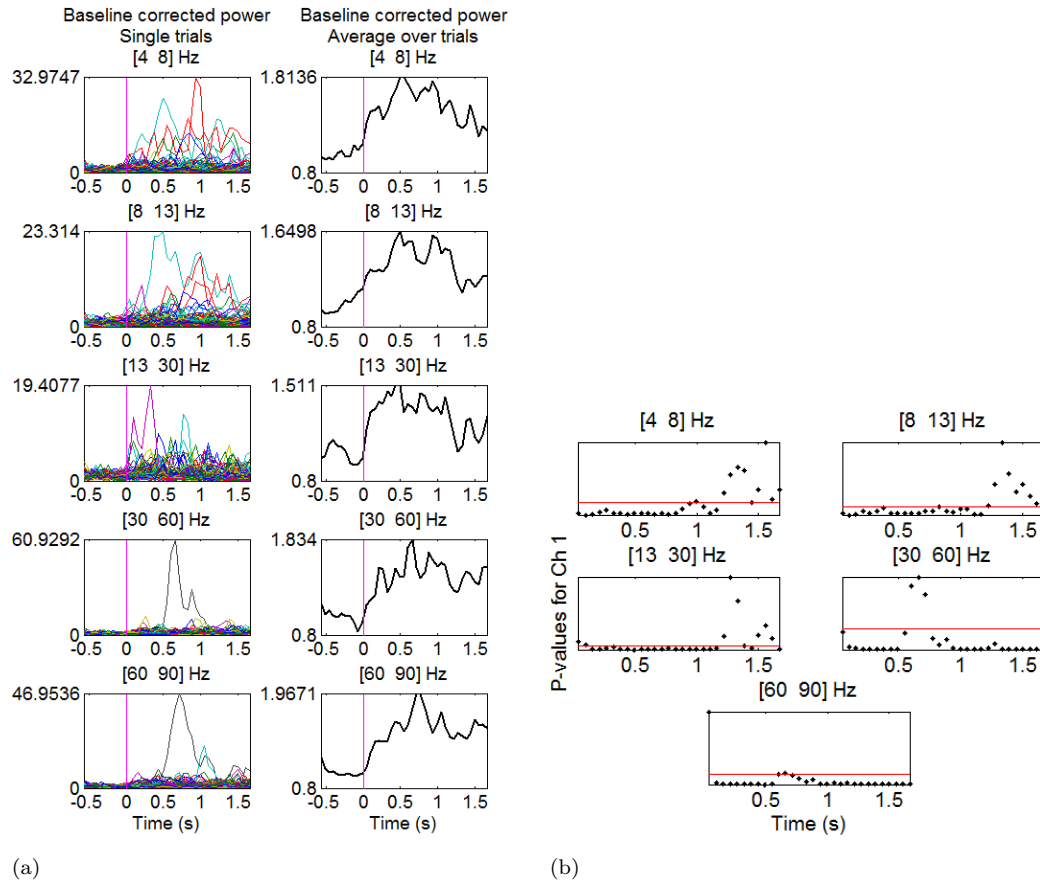 Baseline corrected power
Single trials
Baseline corrected power
Average over trials
[4 8] Hz
[4 8] Hz
32.9747
0
-0.5 0 0.5 1 1.5
1.8136
0.8
-0.5 0 0.5 1 1.5
[8 13] Hz
[8 13] Hz
23.314
0
-0.5 0 0.5 1 1.5
1.6498
0.8
-0.5 0 0.5 1 1.5
[13 30] Hz
[13 30] Hz
19.4077
0
-0.5 0 0.5 1 1.5
1.511
0.8
-0.5 0 0.5 1 1.5
[30 60] Hz
[30 60] Hz
60.9292
0
-0.5 0 0.5 1 1.5
1.834
0.8
-0.5 0 0.5 1 1.5
[60 90] Hz
[60 90] Hz
46.9536
0
-0.5 0 0.5 1 1.5
Time (s)
1.9671
0.8
-0.5 0 0.5 1 1.5
Time (s)
(a)
P-values for Ch 1
[4 8] Hz
0.5 1 1.5
[8 13] Hz
0.5 1 1.5
[13 30] Hz
0.5 1 1.5
[30 60] Hz
0.5 1 1.5
[60 90] Hz
0.5 1 1.5
Time (s)
(b)